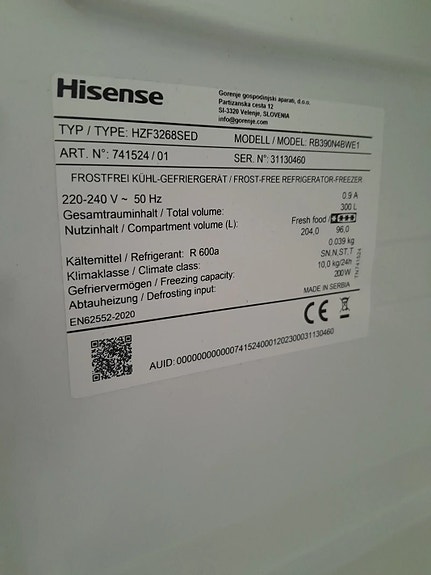 Hisense
Gorenje gospodinjski aparati, d.o.o.
Partizanska cesta 12
SI-3320 Velenje, SLOVENIA
info@gorenje.com
TYP / TYPE: HZF3268SED MODELL / MODEL: RB390N4BWE1
ART. N°: 741524 / 01 SER. N°: 31130460
FROSTFREI KÜHL-GEFRIERGERÄT / FROST-FREE REFRIGERATOR-FREEZER
220-240 V ~ 50 Hz 0.9 A
Gesamtrauminhalt / Total volume: 300 L
Nutzinhalt / Compartment volume (L): Fresh food /
204,0 96,0
Kältemittel / Refrigerant: R 600a 0.039 kg
Klimaklasse / Climate class: SN,N,ST,T
Gefriervermögen / Freezing capacity: 10,0 kg/24h
Abtauheizung / Defrosting input: 200W
EN62552-2020 MADE IN SERBIA
TN741524
CE
AUID: 00000000000074152400012023000311​30460